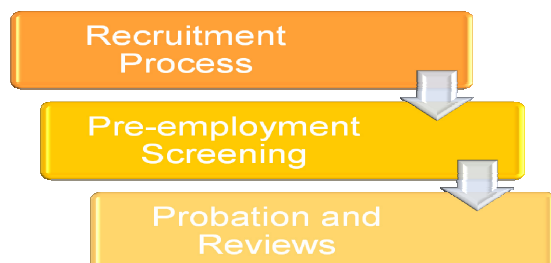 Recruitment
Process
Pre-employment
Screening
Probation and
Reviews